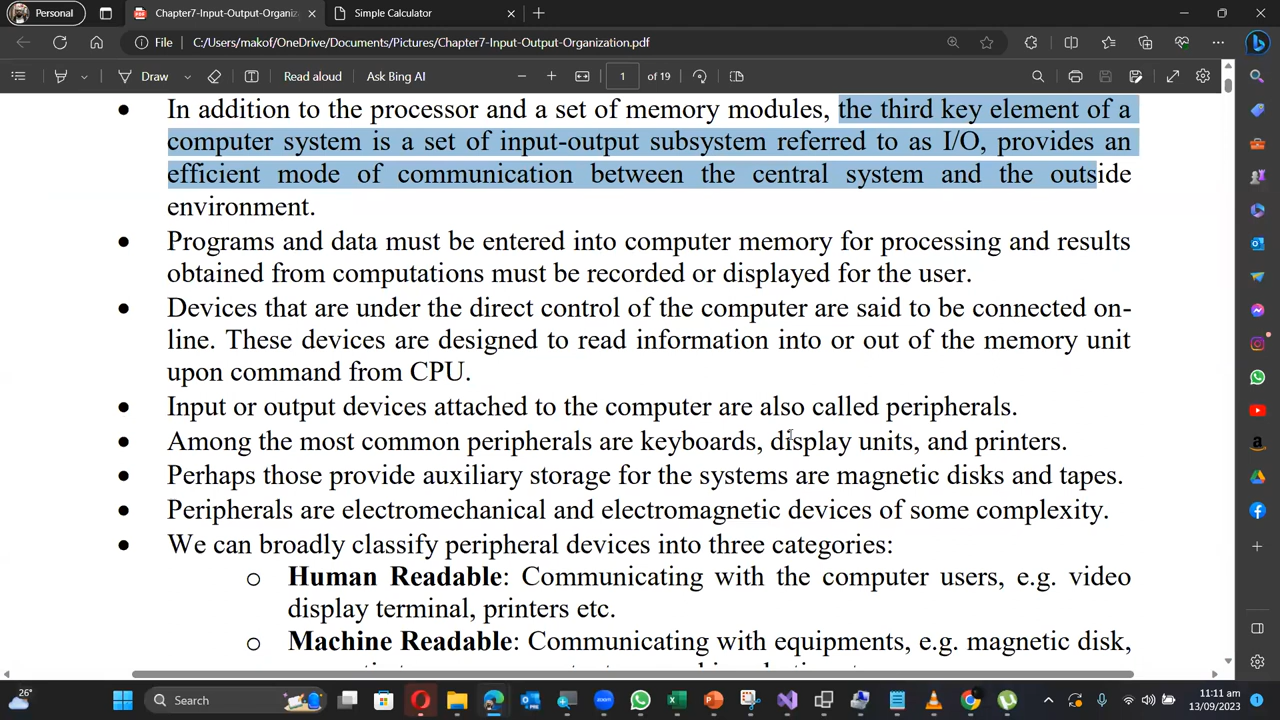 Personal
Chapter7-Input-Output-Organiza
Simple Calculator
File
C:/Users/makof/OneDrive/Documents/Pictures/Chapter7-Input-Output-Organization.pdf
Draw
Read aloud
Ask Bing AI
1
of 19
• In addition to the processor and a set of memory modules, the third key element of a
computer system is a set of input-output subsystem referred to as I/O, provides an
efficient mode of communication between the central system and the outside
environment.
• Programs and data must be entered into computer memory for processing and results
obtained from computations must be recorded or displayed for the user.
• Devices that are under the direct control of the computer are said to be connected on-
line. These devices are designed to read information into or out of the memory unit
upon command from CPU.
• Input or output devices attached to the computer are also called peripherals.
• Among the most common peripherals are keyboards, display units, and printers.
• Perhaps those provide auxiliary storage for the systems are magnetic disks and tapes.
• Peripherals are electromechanical and electromagnetic devices of some complexity.
• We can broadly classify peripheral devices into three categories:
o Human Readable: Communicating with the computer users, e.g. video
display terminal, printers etc.
o Machine Readable: Communicating with equipments, e.g. magnetic disk,
26°
Search
11:11 am
13/09/2023